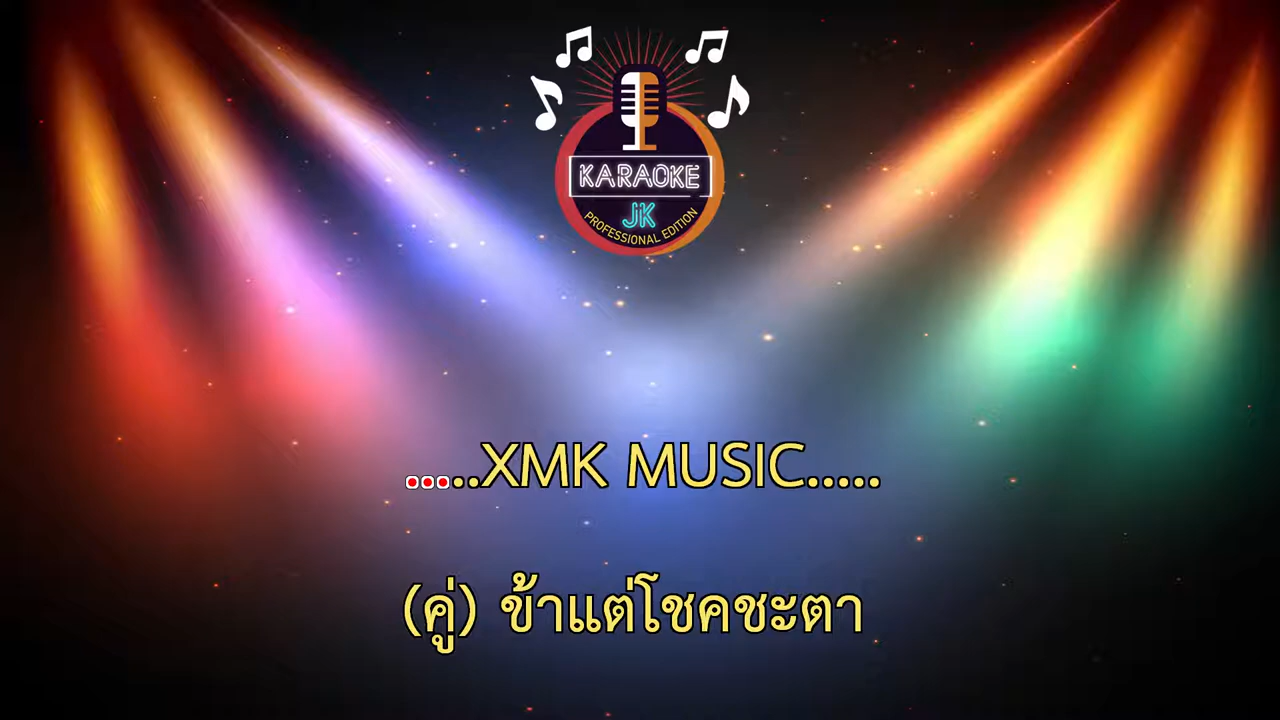 KARAOKE
JK
PROFESSIONAL EDITION
.....XMK MUSIC.....
(คู่) ข้าแต่โชคชะตา